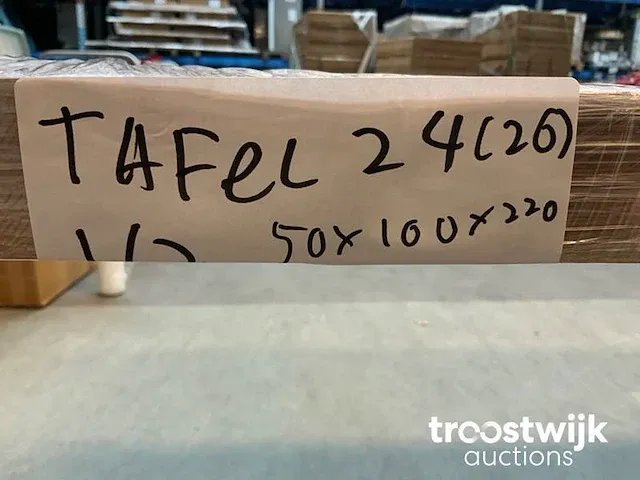 TAFEL 24(26)
50x100x220
troostwijk
auctions